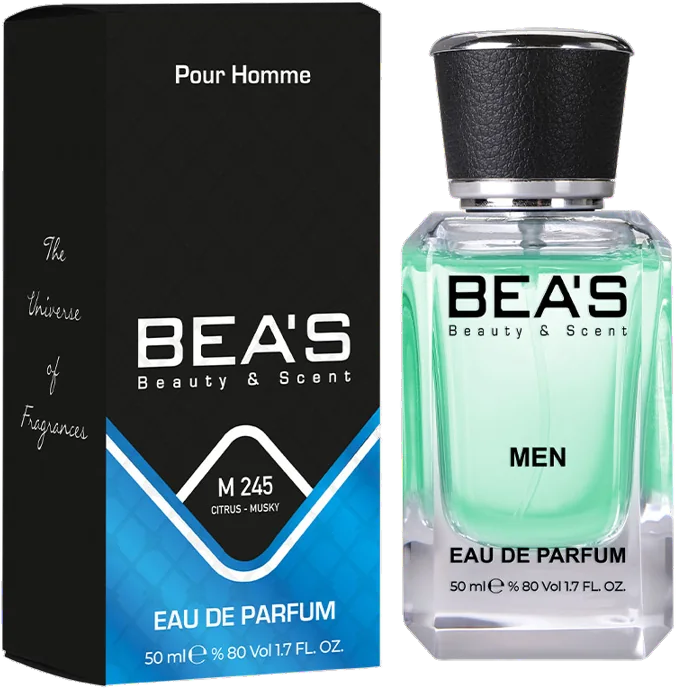 Pour Homme
The
Universe
of
Fragrances
BEA'S
Beauty & Scent
M 245
CITRUS - MUSKY
EAU DE PARFUM
50 ml ℮ % 80 Vol 1.7 FL. OZ.
BEA'S
Beauty & Scent
MEN
EAU DE PARFUM
50 ml ℮ % 80 Vol 1.7 FL. OZ.